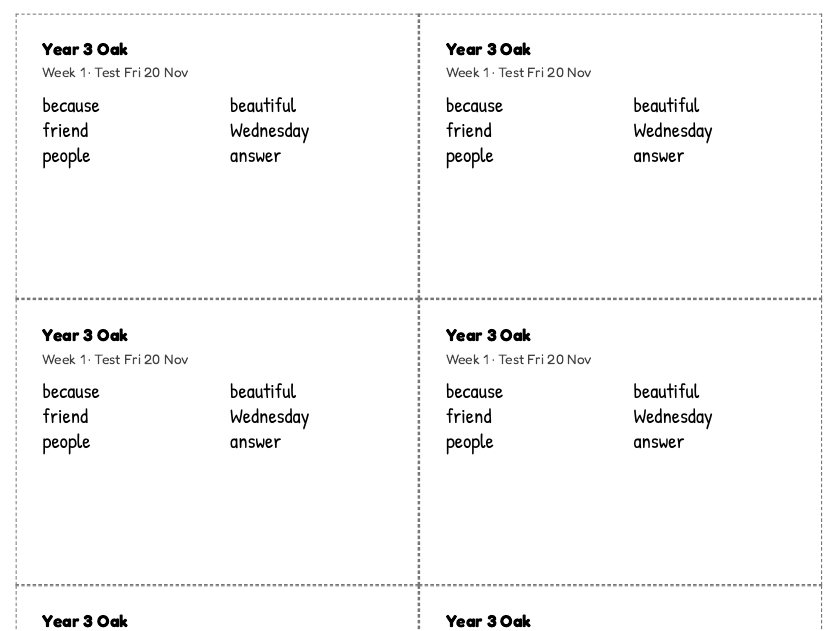 Year 3 Oak
Week 1 · Test Fri 20 Nov
because beautiful
friend Wednesday
people answer
Year 3 Oak
Week 1 · Test Fri 20 Nov
because beautiful
friend Wednesday
people answer
Year 3 Oak
Week 1 · Test Fri 20 Nov
because beautiful
friend Wednesday
people answer
Year 3 Oak
Week 1 · Test Fri 20 Nov
because beautiful
friend Wednesday
people answer
Year 3 Oak
Year 3 Oak